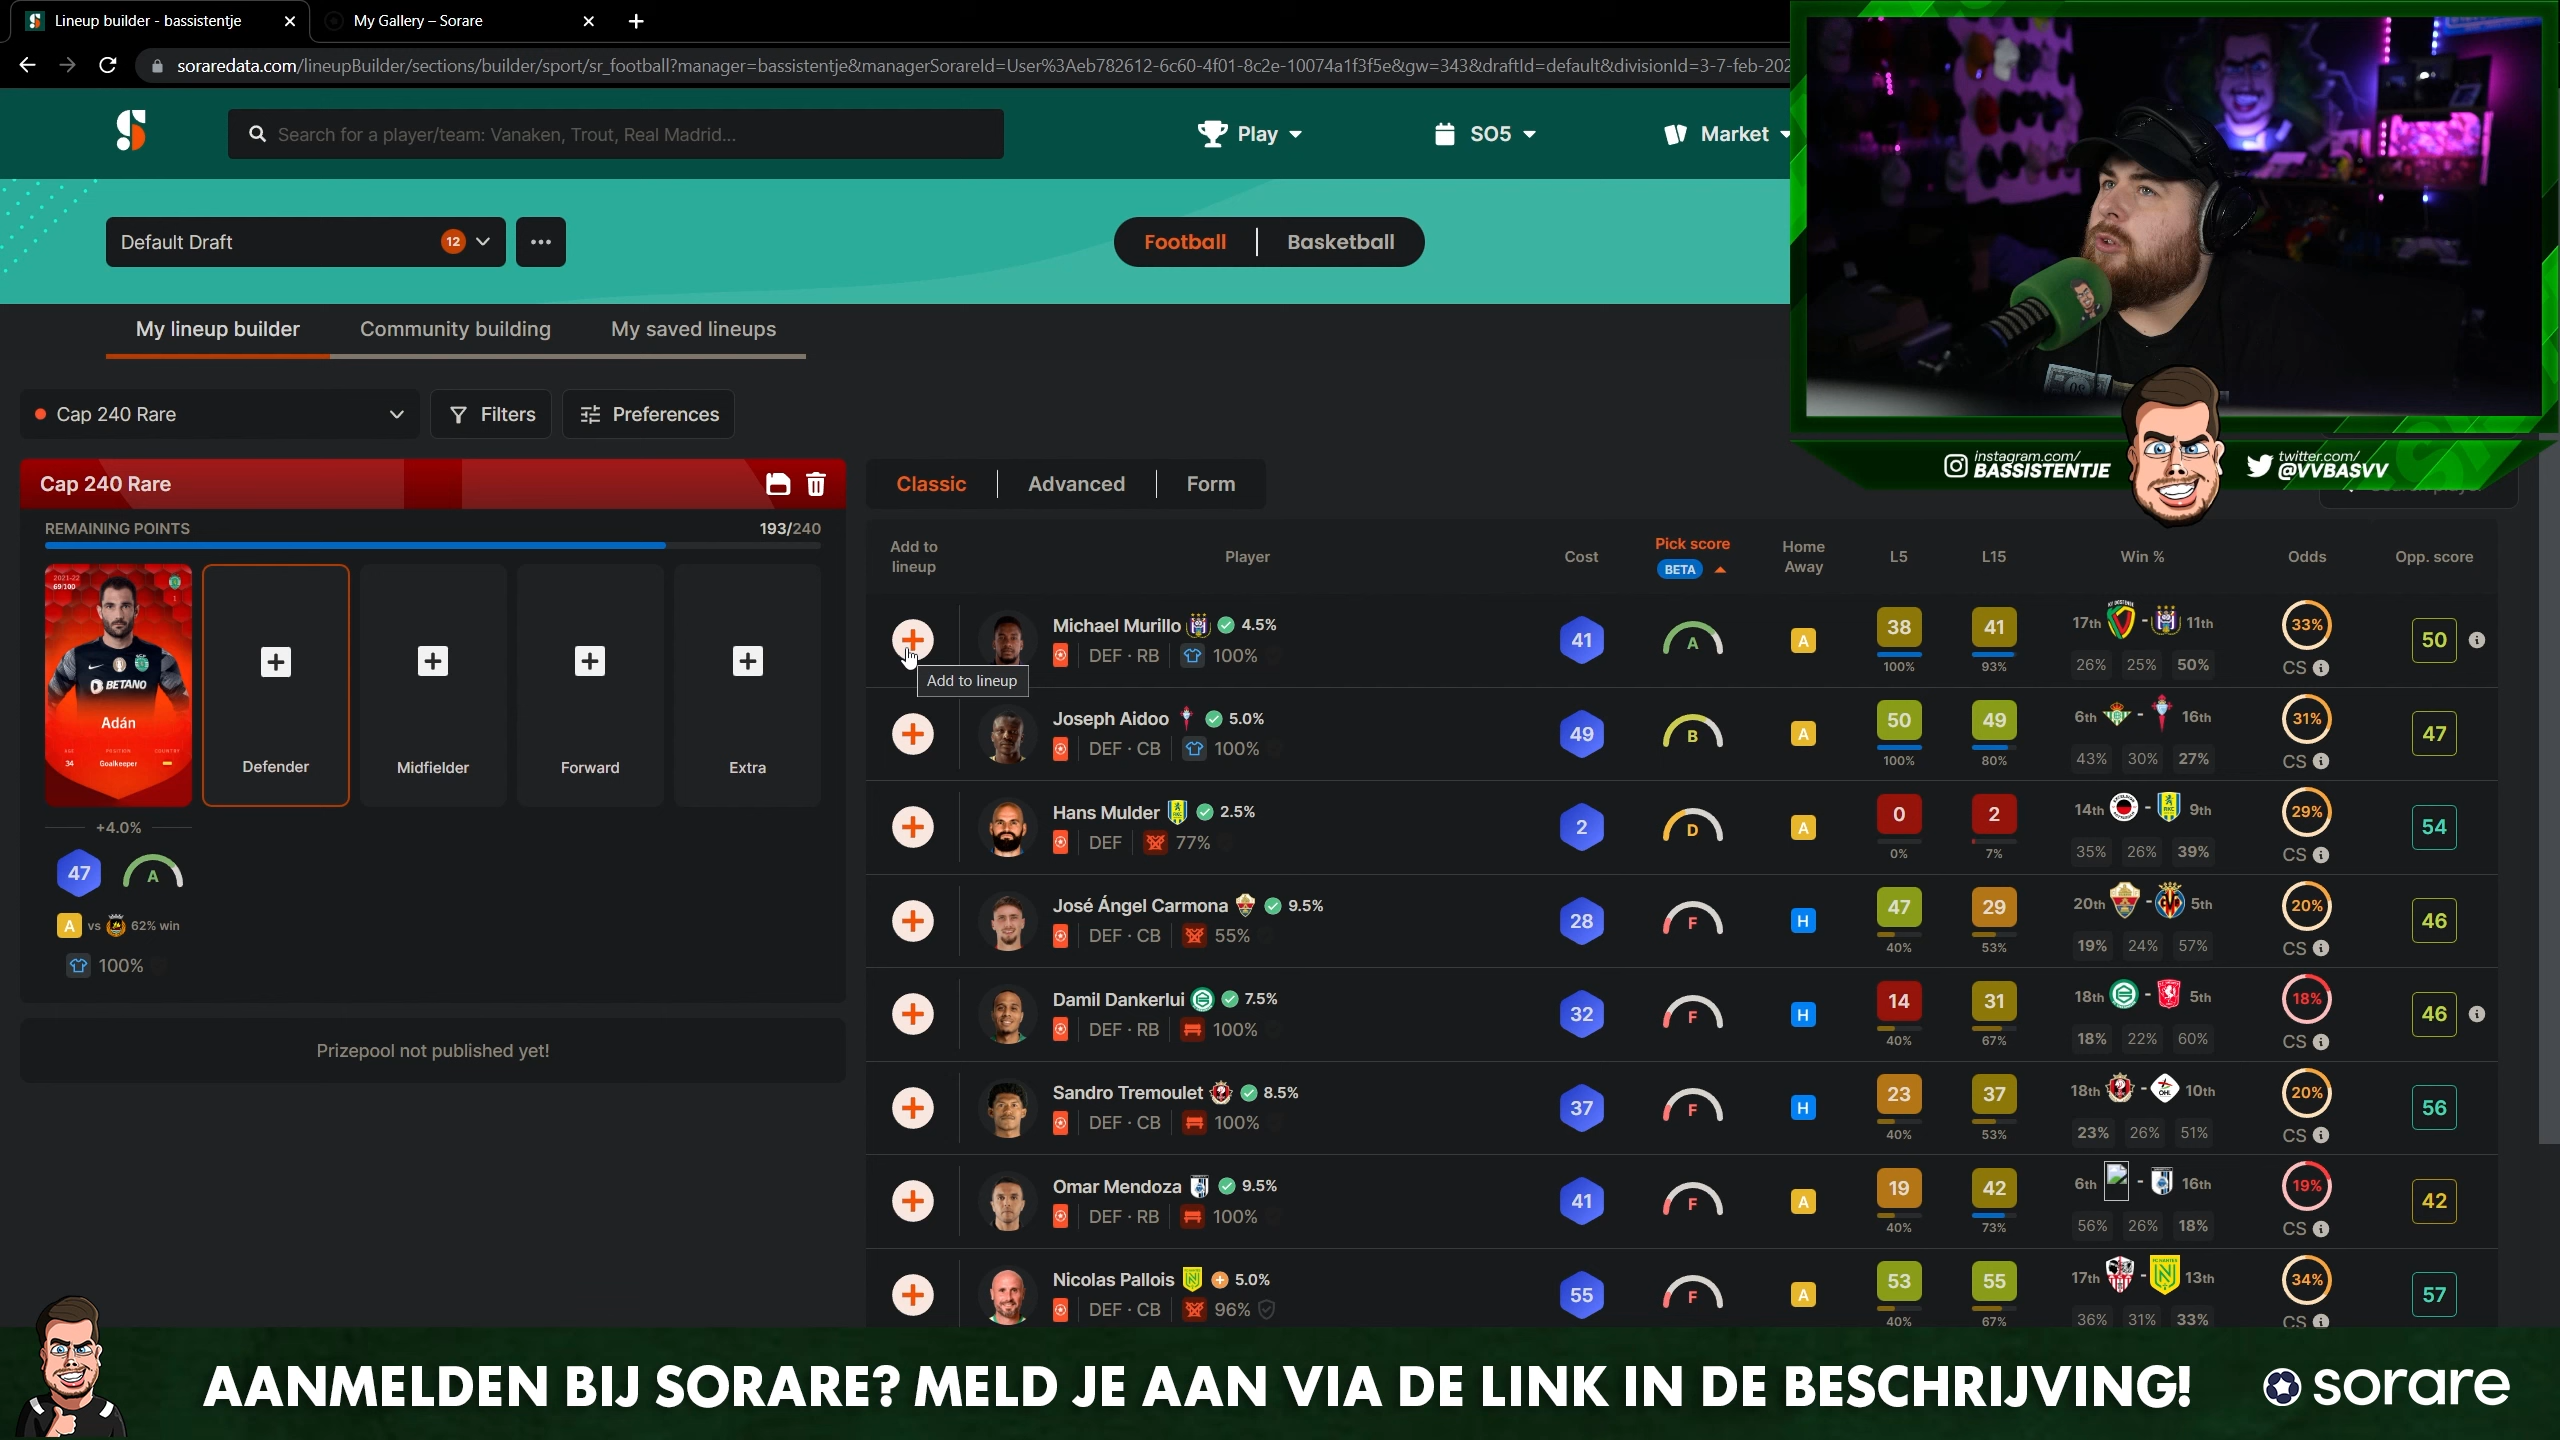 Lineup builder - bassistentje
My Gallery – Sorare
soraredata.com/lineupBuilder/sections/builder/sport/sr_football?manager=bassistentje&managerSorareId=User%3Aeb782612-6c60-4f01-8c2e-10074a1f3f5e&gw=343&draftId=default&divisionId=3-7-feb-202
Search for a player/team: Vanaken, Trout, Real Madrid...
Play
SO5
Market
Default Draft
12
Football
Basketball
My lineup builder
Community building
My saved lineups
Cap 240 Rare
Filters
Preferences
instagram.com/
BASSISTENTJE
twitter.com/
@VVBASVV
Cap 240 Rare
REMAINING POINTS
193/240
2021-22
69/100
BETANO
Adán
AGE POSITION COUNTRY
34 Goalkeeper
Defender
Midfielder
Forward
Extra
+4.0%
47 A
A vs 62% win
100%
Prizepool not published yet!
Classic
Advanced
Form
Add to lineup
Player
Cost
Pick score
BETA
Home Away
L5
L15
Win %
Odds
Opp. score
Michael Murillo 4.5%
DEF · RB 100%
41 A A
38 100%
41 93%
17th - 11th
26% 25% 50%
33% CS
50
Add to lineup
Joseph Aidoo 5.0%
DEF · CB 100%
49 B A
50 100%
49 80%
6th - 16th
43% 30% 27%
31% CS
47
Hans Mulder 2.5%
DEF 77%
2 D A
0 0%
2 7%
14th - 9th
35% 26% 39%
29% CS
54
José Ángel Carmona 9.5%
DEF · CB 55%
28 F H
47 40%
29 53%
20th - 5th
19% 24% 57%
20% CS
46
Damil Dankerlui 7.5%
DEF · RB 100%
32 F H
14 40%
31 67%
18th - 5th
18% 22% 60%
18% CS
46
Sandro Tremoulet 8.5%
DEF · CB 100%
37 F H
23 40%
37 53%
18th - 10th
23% 26% 51%
20% CS
56
Omar Mendoza 9.5%
DEF · RB 100%
41 F A
19 40%
42 73%
6th - 16th
56% 26% 18%
19% CS
42
Nicolas Pallois 5.0%
DEF · CB 96%
55 F A
53 40%
55 67%
17th - 13th
36% 31% 33%
34% CS
57
AANMELDEN BIJ SORARE? MELD JE AAN VIA DE LINK IN DE BESCHRIJVING!
sorare